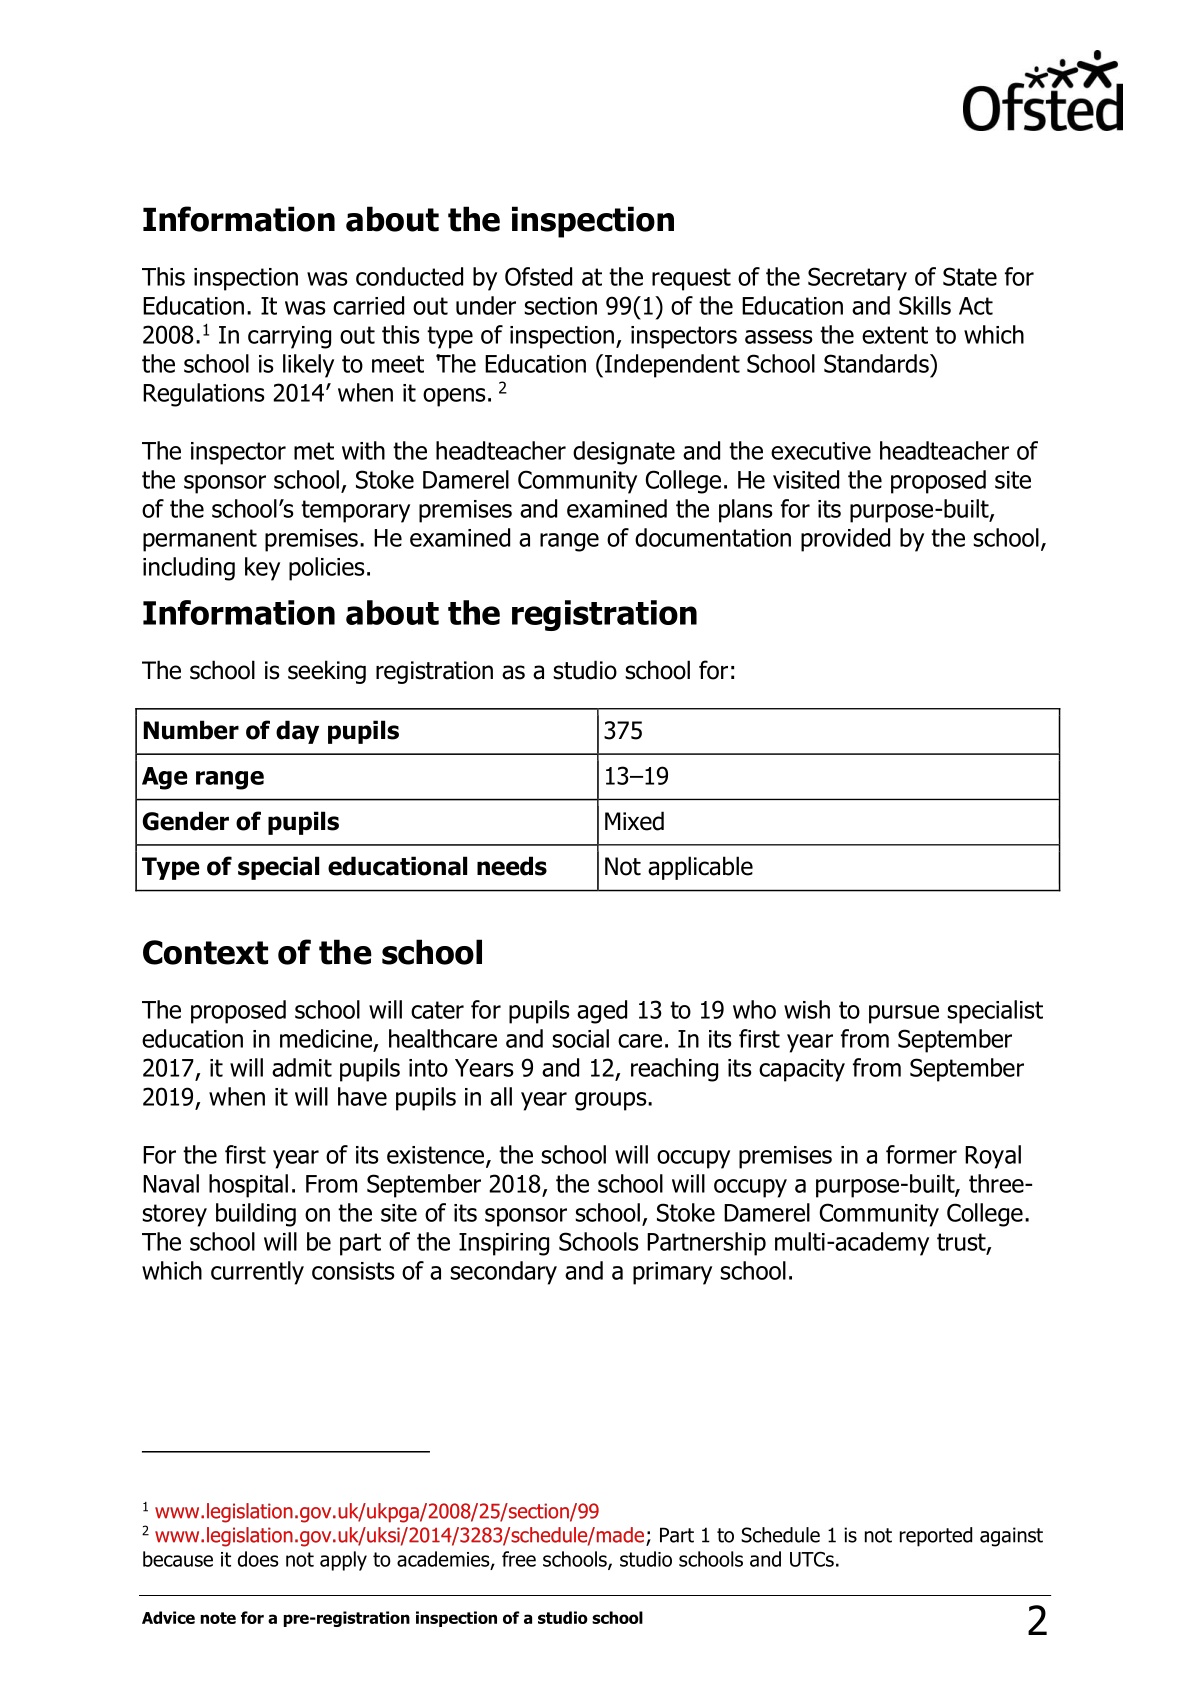 Ofsted
Information about the inspection
This inspection was conducted by Ofsted at the request of the Secretary of State for
Education. It was carried out under section 99(1) of the Education and Skills Act
2008.1 In carrying out this type of inspection, inspectors assess the extent to which
the school is likely to meet ‘The Education (Independent School Standards)
Regulations 2014’ when it opens. 2
The inspector met with the headteacher designate and the executive headteacher of
the sponsor school, Stoke Damerel Community College. He visited the proposed site
of the school’s temporary premises and examined the plans for its purpose-built,
permanent premises. He examined a range of documentation provided by the school,
including key policies.
Information about the registration
The school is seeking registration as a studio school for:
Number of day pupils 375
Age range 13–19
Gender of pupils Mixed
Type of special educational needs Not applicable
Context of the school
The proposed school will cater for pupils aged 13 to 19 who wish to pursue specialist
education in medicine, healthcare and social care. In its first year from September
2017, it will admit pupils into Years 9 and 12, reaching its capacity from September
2019, when it will have pupils in all year groups.
For the first year of its existence, the school will occupy premises in a former Royal
Naval hospital. From September 2018, the school will occupy a purpose-built, three-
storey building on the site of its sponsor school, Stoke Damerel Community College.
The school will be part of the Inspiring Schools Partnership multi-academy trust,
which currently consists of a secondary and a primary school.
1 www.legislation.gov.uk/ukpga/2008/25/section/99
2 www.legislation.gov.uk/uksi/2014/3283/schedule/made; Part 1 to Schedule 1 is not reported against
because it does not apply to academies, free schools, studio schools and UTCs.
Advice note for a pre-registration inspection of a studio school 2